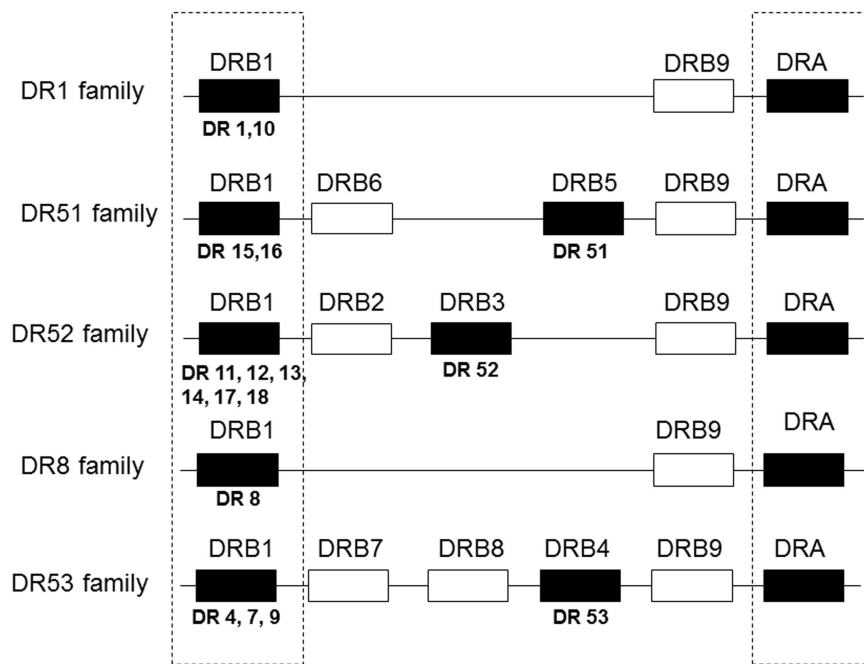 DRB1 DRB9 DRA
DR1 family
DR 1,10
DRB1 DRB6 DRB5 DRB9 DRA
DR51 family
DR 15,16 DR 51
DRB1 DRB2 DRB3 DRB9 DRA
DR52 family
DR 11, 12, 13, DR 52
14, 17, 18
DRB1 DRB9 DRA
DR8 family
DR 8
DRB1 DRB7 DRB8 DRB4 DRB9 DRA
DR53 family
DR 4, 7, 9 DR 53